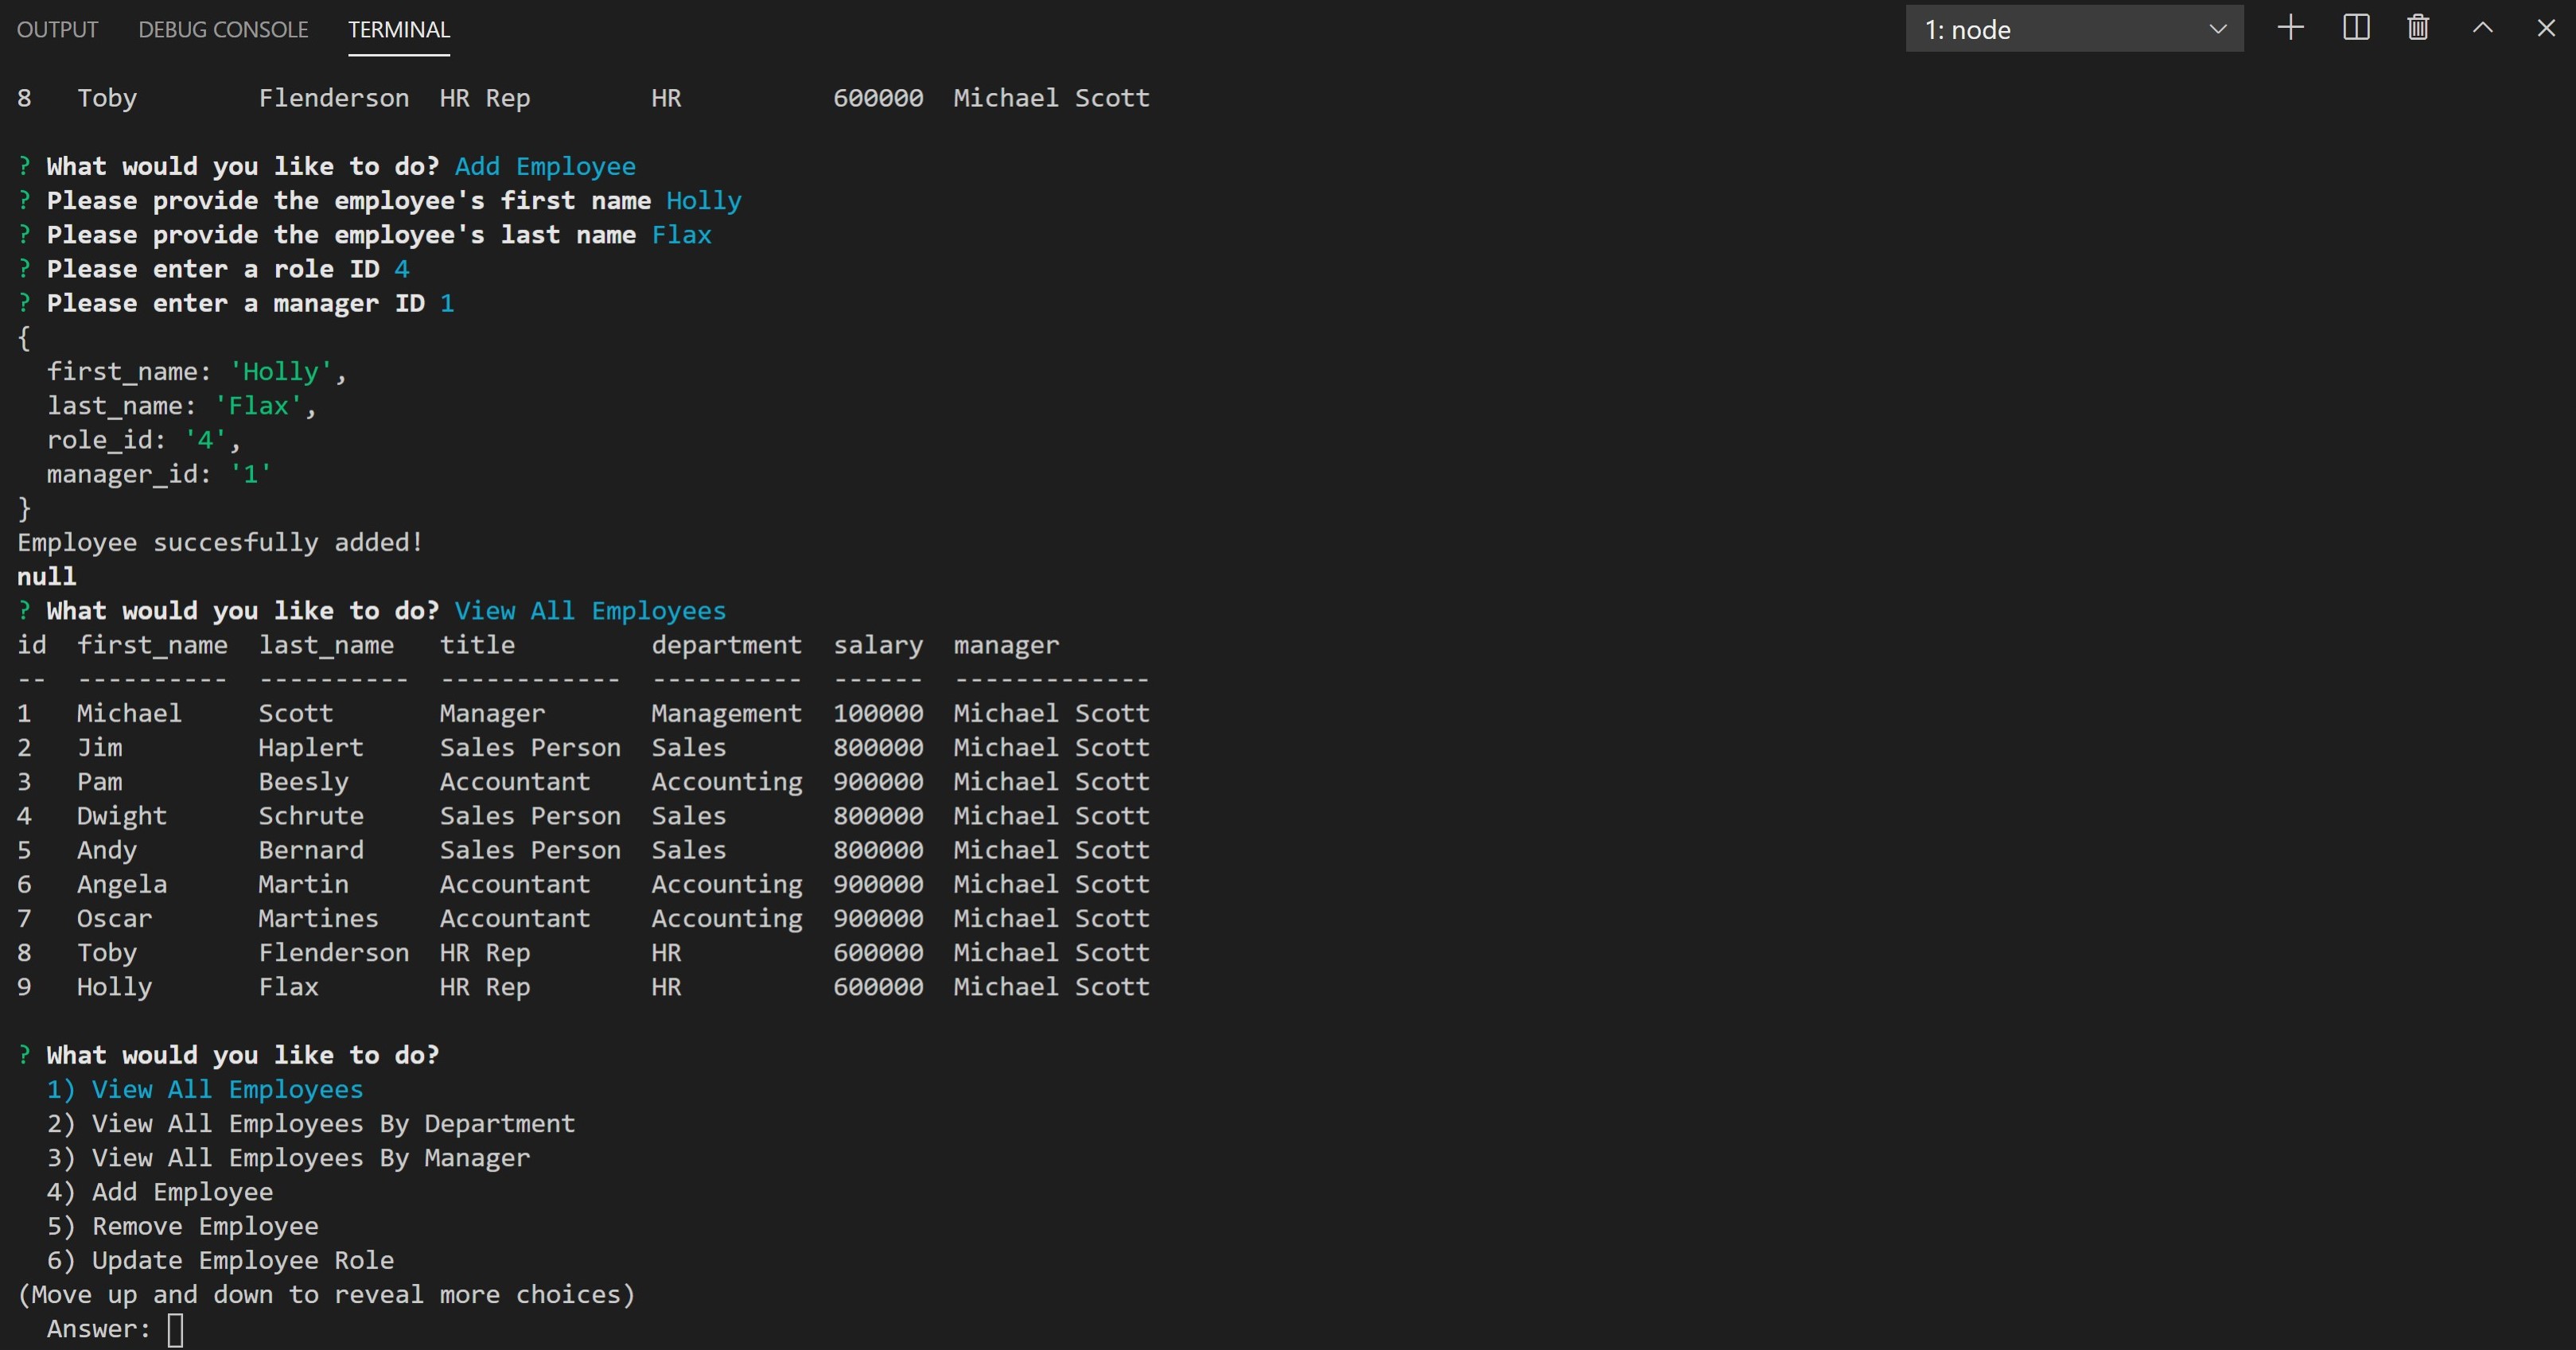 OUTPUT DEBUG CONSOLE TERMINAL 1: node
8 Toby Flenderson HR Rep HR 600000 Michael Scott
? What would you like to do? Add Employee
? Please provide the employee's first name Holly
? Please provide the employee's last name Flax
? Please enter a role ID 4
? Please enter a manager ID 1
{
first_name: 'Holly',
last_name: 'Flax',
role_id: '4',
manager_id: '1'
}
Employee succesfully added!
null
? What would you like to do? View All Employees
id first_name last_name title department salary manager
-- ---------- ---------- ------------ ---------- ------ -------------
1 Michael Scott Manager Management 100000 Michael Scott
2 Jim Haplert Sales Person Sales 800000 Michael Scott
3 Pam Beesly Accountant Accounting 900000 Michael Scott
4 Dwight Schrute Sales Person Sales 800000 Michael Scott
5 Andy Bernard Sales Person Sales 800000 Michael Scott
6 Angela Martin Accountant Accounting 900000 Michael Scott
7 Oscar Martines Accountant Accounting 900000 Michael Scott
8 Toby Flenderson HR Rep HR 600000 Michael Scott
9 Holly Flax HR Rep HR 600000 Michael Scott
? What would you like to do?
1) View All Employees
2) View All Employees By Department
3) View All Employees By Manager
4) Add Employee
5) Remove Employee
6) Update Employee Role
(Move up and down to reveal more choices)
Answer: